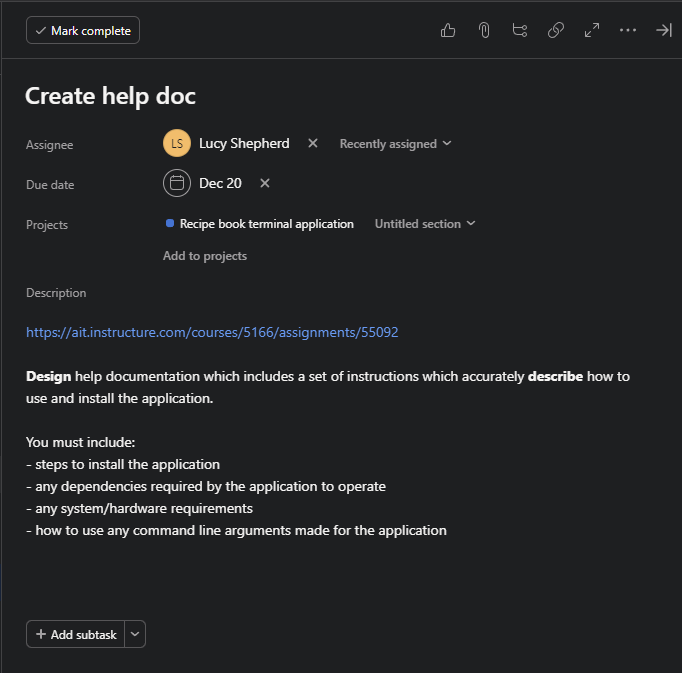 Mark complete
Create help doc
Assignee
LS
Lucy Shepherd
Recently assigned
Due date
Dec 20
Projects
Recipe book terminal application
Untitled section
Add to projects
Description
https://ait.instructure.com/courses/5166/assignments/55092
Design help documentation which includes a set of instructions which accurately describe how to
use and install the application.
You must include:
- steps to install the application
- any dependencies required by the application to operate
- any system/hardware requirements
- how to use any command line arguments made for the application
+ Add subtask